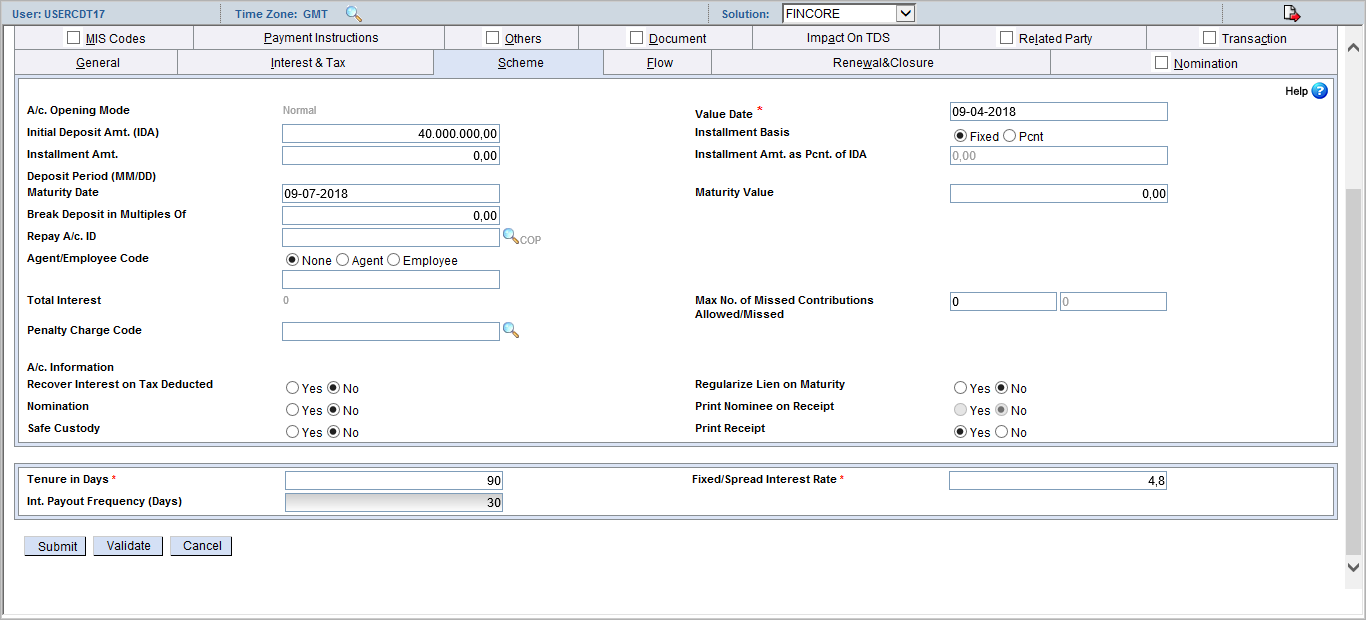 User: USERCDT17 Time Zone: GMT Solution: FINCORE
MIS Codes Payment Instructions Others Document Impact On TDS Related Party Transaction
General Interest & Tax Scheme Flow Renewal&Closure Nomination
Help ?
A/c. Opening Mode Normal Value Date * 09-04-2018
Initial Deposit Amt. (IDA) 40.000.000,00 Installment Basis Fixed Pcnt
Installment Amt. 0,00 Installment Amt. as Pcnt. of IDA 0,00
Deposit Period (MM/DD)
Maturity Date 09-07-2018 Maturity Value 0,00
Break Deposit in Multiples Of 0,00
Repay A/c. ID COP
Agent/Employee Code None Agent Employee
Total Interest 0 Max No. of Missed Contributions 0 0
Allowed/Missed
Penalty Charge Code
A/c. Information
Recover Interest on Tax Deducted Yes No Regularize Lien on Maturity Yes No
Nomination Yes No Print Nominee on Receipt Yes No
Safe Custody Yes No Print Receipt Yes No
Tenure in Days * 90 Fixed/Spread Interest Rate * 4,8
Int. Payout Frequency (Days) 30
Submit Validate Cancel